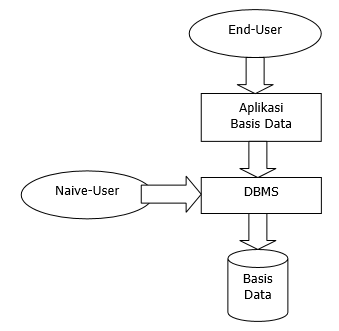 End-User
Aplikasi
Basis Data
Naive-User
DBMS
Basis
Data